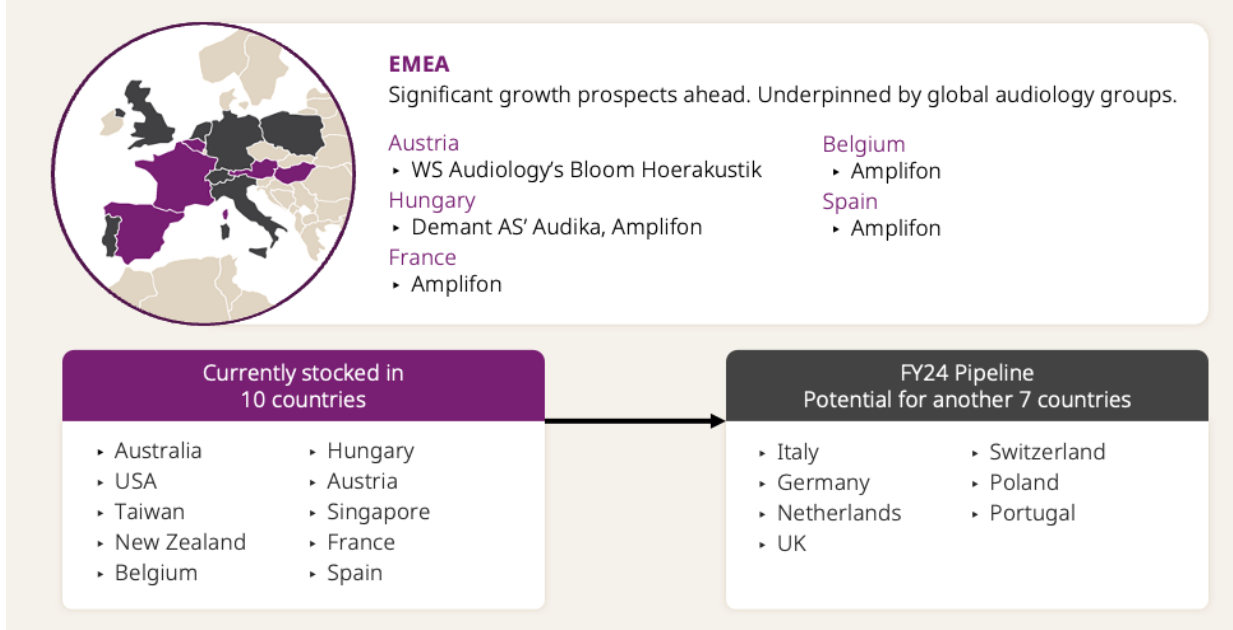 EMEA
Significant growth prospects ahead. Underpinned by global audiology groups.
Austria
‣ WS Audiology’s Bloom Hoerakustik
Hungary
‣ Demant AS’ Audika, Amplifon
France
‣ Amplifon
Belgium
‣ Amplifon
Spain
‣ Amplifon
Currently stocked in
10 countries
‣ Australia
‣ USA
‣ Taiwan
‣ New Zealand
‣ Belgium
‣ Hungary
‣ Austria
‣ Singapore
‣ France
‣ Spain
FY24 Pipeline
Potential for another 7 countries
‣ Italy
‣ Germany
‣ Netherlands
‣ UK
‣ Switzerland
‣ Poland
‣ Portugal